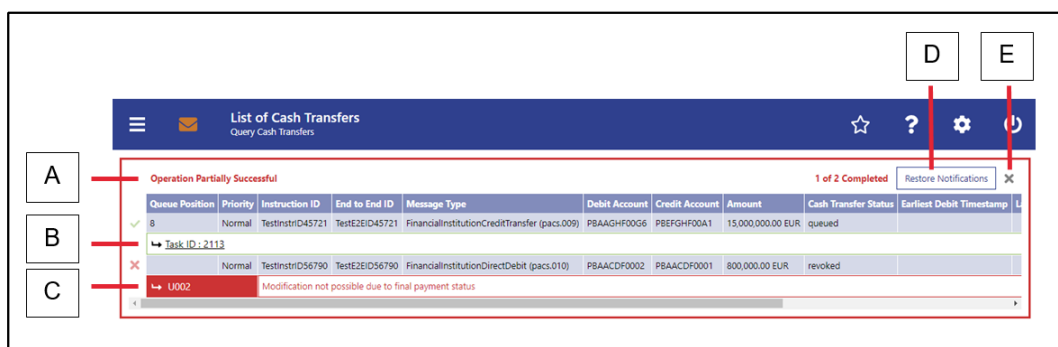 D E
List of Cash Transfers
Query Cash Transfers
?
A
Operation Partially Successful 1 of 2 Completed Restore Notifications
Queue Position Priority Instruction ID End to End ID Message Type Debit Account Credit Account Amount Cash Transfer Status Earliest Debit Timestamp
8 Normal TestInstrID45721 TestE2EID45721 FinancialInstitutionCreditTransfer (pacs.009) PBAAGHF00G6 PBEFGHF00A1 15,000,000.00 EUR queued
B
Task ID : 2113
Normal TestInstrID56790 TestE2EID56790 FinancialInstitutionDirectDebit (pacs.010) PBAACDF0002 PBAACDF0001 800,000.00 EUR revoked
C
U002 Modification not possible due to final payment status